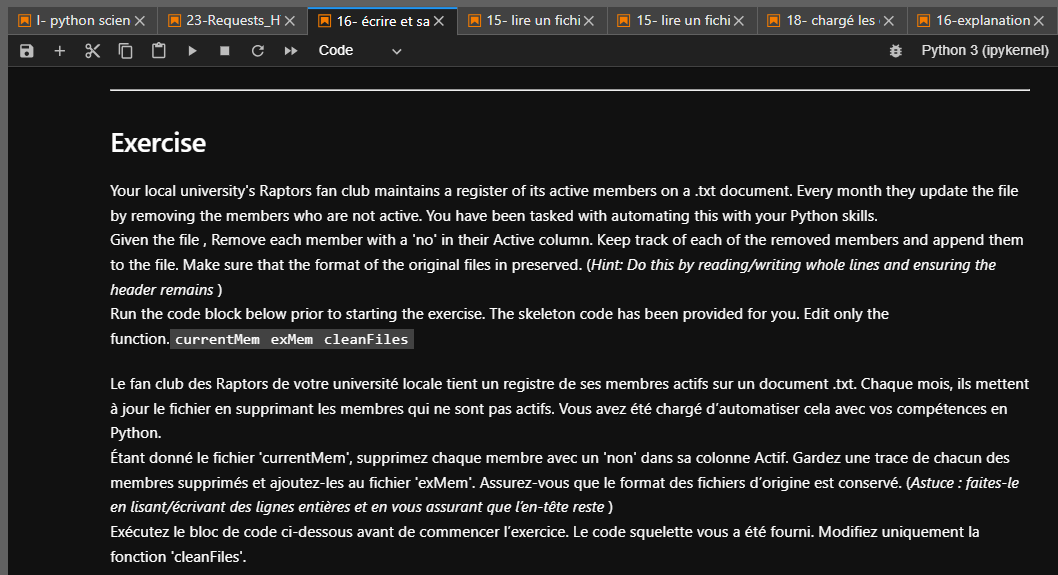 I- python scien
23-Requests_H
16- écrire et sa
15- lire un fichi
15- lire un fichi
18- chargé les
16-explanation
Code
Python 3 (ipykernel)
Exercise
Your local university's Raptors fan club maintains a register of its active members on a .txt document. Every month they update the file
by removing the members who are not active. You have been tasked with automating this with your Python skills.
Given the file , Remove each member with a 'no' in their Active column. Keep track of each of the removed members and append them
to the file. Make sure that the format of the original files in preserved. (Hint: Do this by reading/writing whole lines and ensuring the
header remains )
Run the code block below prior to starting the exercise. The skeleton code has been provided for you. Edit only the
function. currentMem exMem cleanFiles
Le fan club des Raptors de votre université locale tient un registre de ses membres actifs sur un document .txt. Chaque mois, ils mettent
à jour le fichier en supprimant les membres qui ne sont pas actifs. Vous avez été chargé d'automatiser cela avec vos compétences en
Python.
Étant donné le fichier 'currentMem', supprimez chaque membre avec un 'non' dans sa colonne Actif. Gardez une trace de chacun des
membres supprimés et ajoutez-les au fichier 'exMem'. Assurez-vous que le format des fichiers d'origine est conservé. (Astuce : faites-le
en lisant/écrivant des lignes entières et en vous assurant que l'en-tête reste )
Exécutez le bloc de code ci-dessous avant de commencer l'exercice. Le code squelette vous a été fourni. Modifiez uniquement la
fonction 'cleanFiles'.